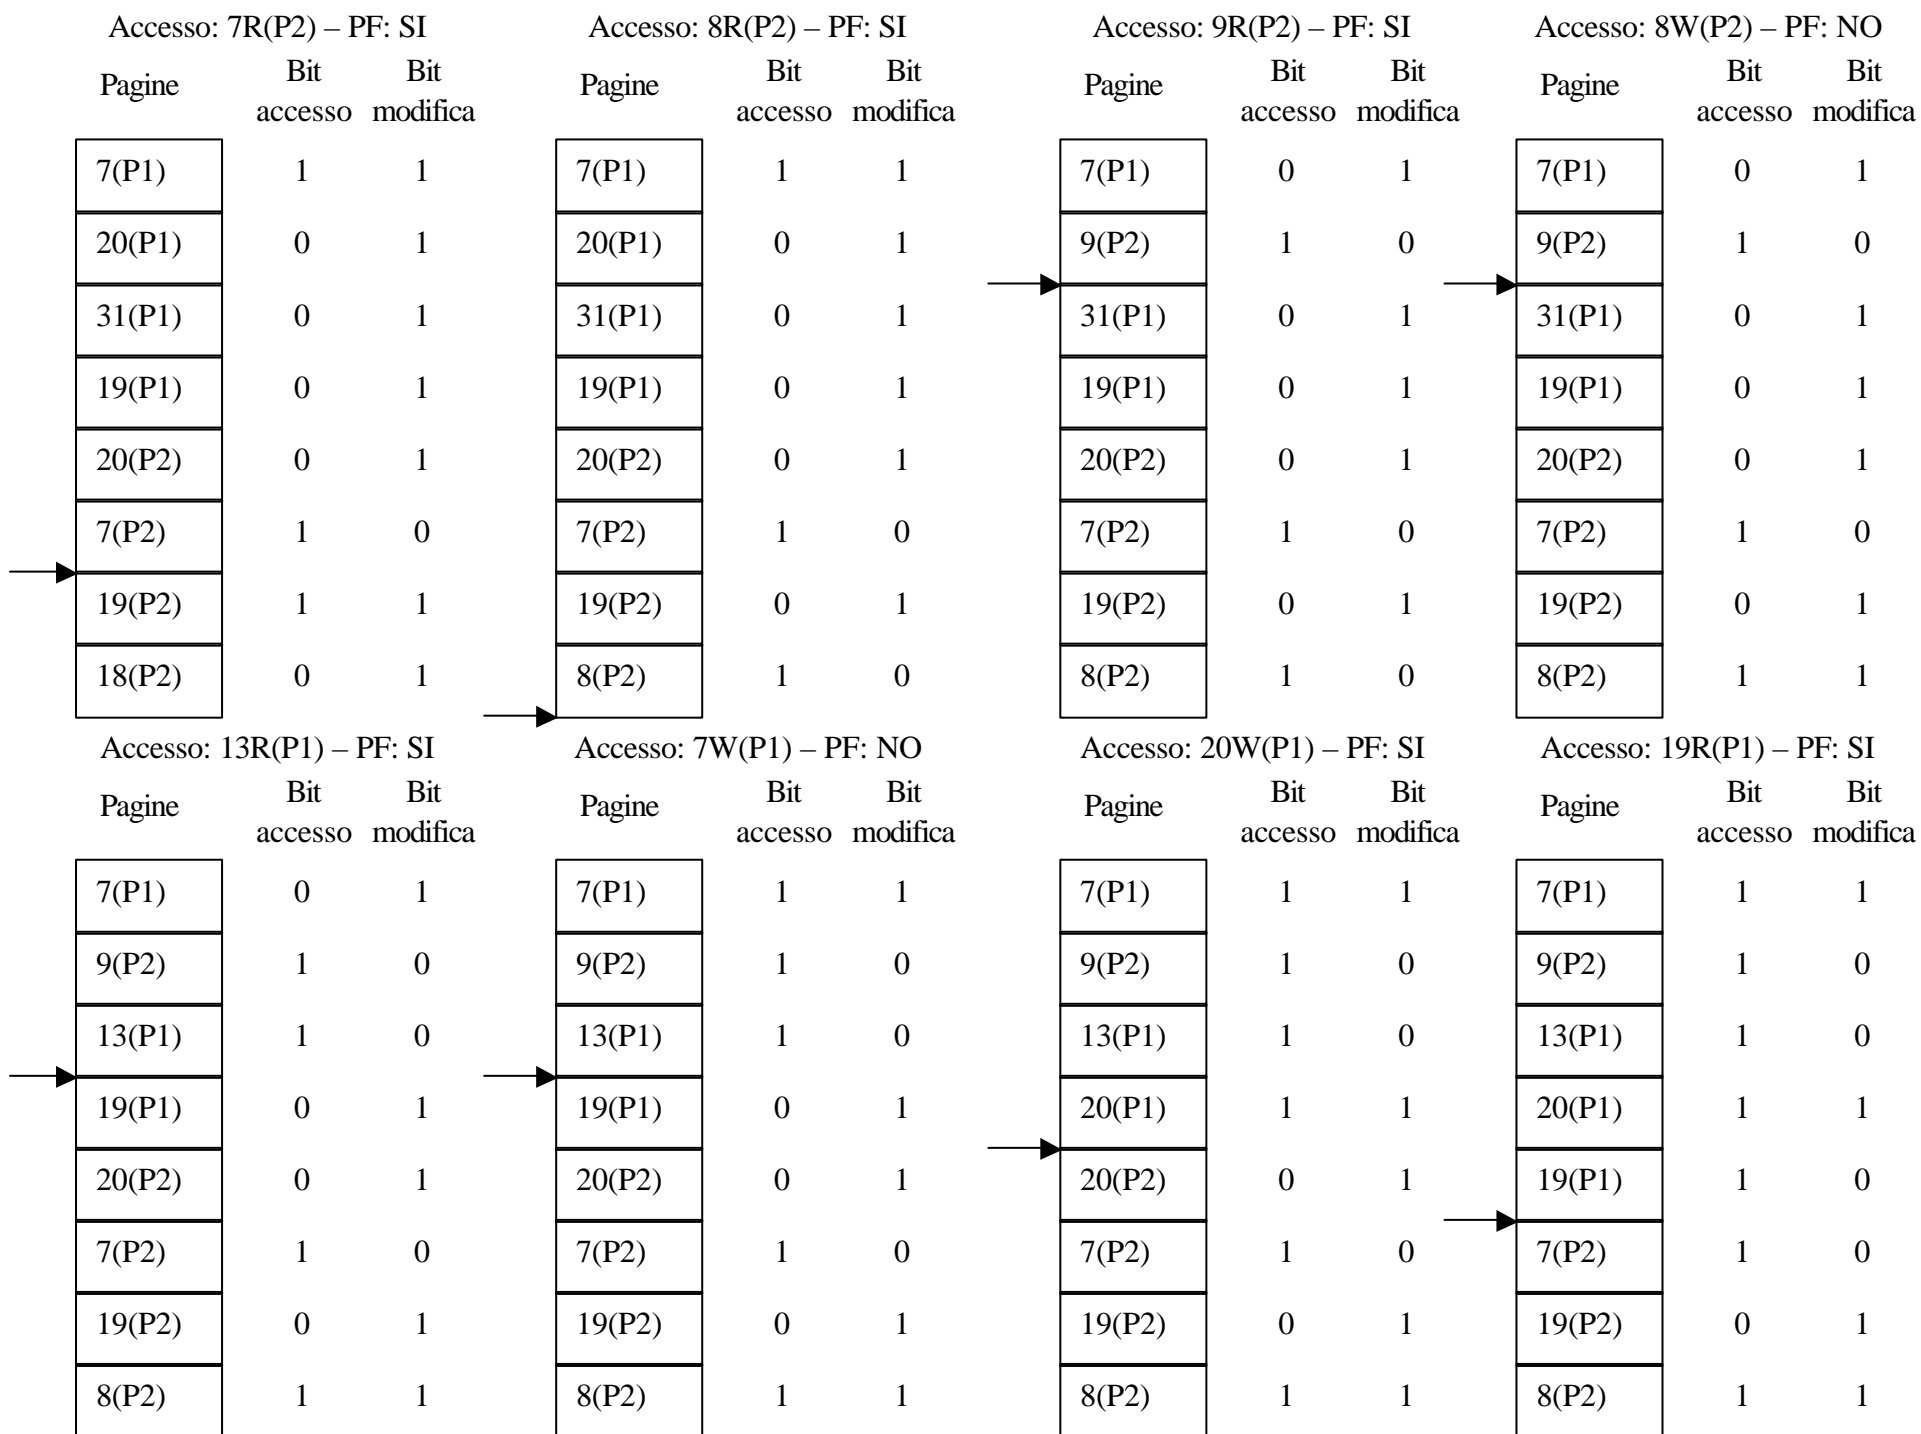 Accesso: 7R(P2) – PF: SI Accesso: 8R(P2) – PF: SI Accesso: 9R(P2) – PF: SI Accesso: 8W(P2) – PF: NO
Pagine Bit accesso Bit modifica Pagine Bit accesso Bit modifica Pagine Bit accesso Bit modifica Pagine Bit accesso Bit modifica
7(P1) 1 1 7(P1) 1 1 7(P1) 0 1 7(P1) 0 1
20(P1) 0 1 20(P1) 0 1 9(P2) 1 0 9(P2) 1 0
31(P1) 0 1 31(P1) 0 1 31(P1) 0 1 31(P1) 0 1
19(P1) 0 1 19(P1) 0 1 19(P1) 0 1 19(P1) 0 1
20(P2) 0 1 20(P2) 0 1 20(P2) 0 1 20(P2) 0 1
7(P2) 1 0 7(P2) 1 0 7(P2) 1 0 7(P2) 1 0
19(P2) 1 1 19(P2) 0 1 19(P2) 0 1 19(P2) 0 1
18(P2) 0 1 8(P2) 1 0 8(P2) 1 0 8(P2) 1 1
Accesso: 13R(P1) – PF: SI Accesso: 7W(P1) – PF: NO Accesso: 20W(P1) – PF: SI Accesso: 19R(P1) – PF: SI
Pagine Bit accesso Bit modifica Pagine Bit accesso Bit modifica Pagine Bit accesso Bit modifica Pagine Bit accesso Bit modifica
7(P1) 0 1 7(P1) 1 1 7(P1) 1 1 7(P1) 1 1
9(P2) 1 0 9(P2) 1 0 9(P2) 1 0 9(P2) 1 0
13(P1) 1 0 13(P1) 1 0 13(P1) 1 0 13(P1) 1 0
19(P1) 0 1 19(P1) 0 1 20(P1) 1 1 20(P1) 1 1
20(P2) 0 1 20(P2) 0 1 20(P2) 0 1 19(P1) 1 0
7(P2) 1 0 7(P2) 1 0 7(P2) 1 0 7(P2) 1 0
19(P2) 0 1 19(P2) 0 1 19(P2) 0 1 19(P2) 0 1
8(P2) 1 1 8(P2) 1 1 8(P2) 1 1 8(P2) 1 1